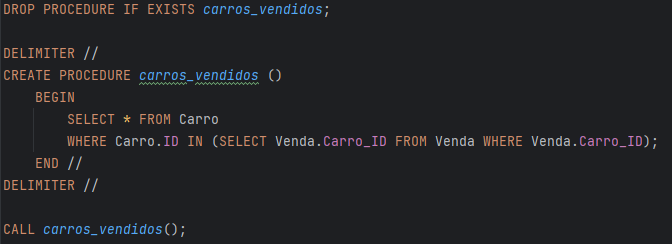 DROP PROCEDURE IF EXISTS carros_vendidos;
DELIMITER //
CREATE PROCEDURE carros_vendidos ()
BEGIN
SELECT * FROM Carro
WHERE Carro.ID IN (SELECT Venda.Carro_ID FROM Venda WHERE Venda.Carro_ID);
END //
DELIMITER //
CALL carros_vendidos();